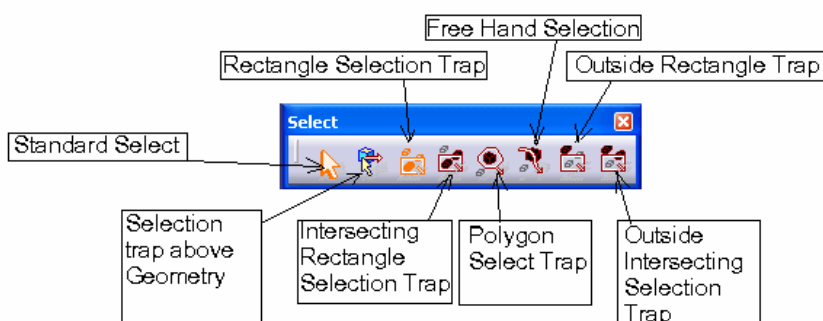 Free Hand Selection
Rectangle Selection Trap
Outside Rectangle Trap
Select
Standard Select
Selection
trap above
Geometry
Intersecting
Rectangle
Selection Trap
Polygon
Select Trap
Outside
Intersecting
Selection
Trap